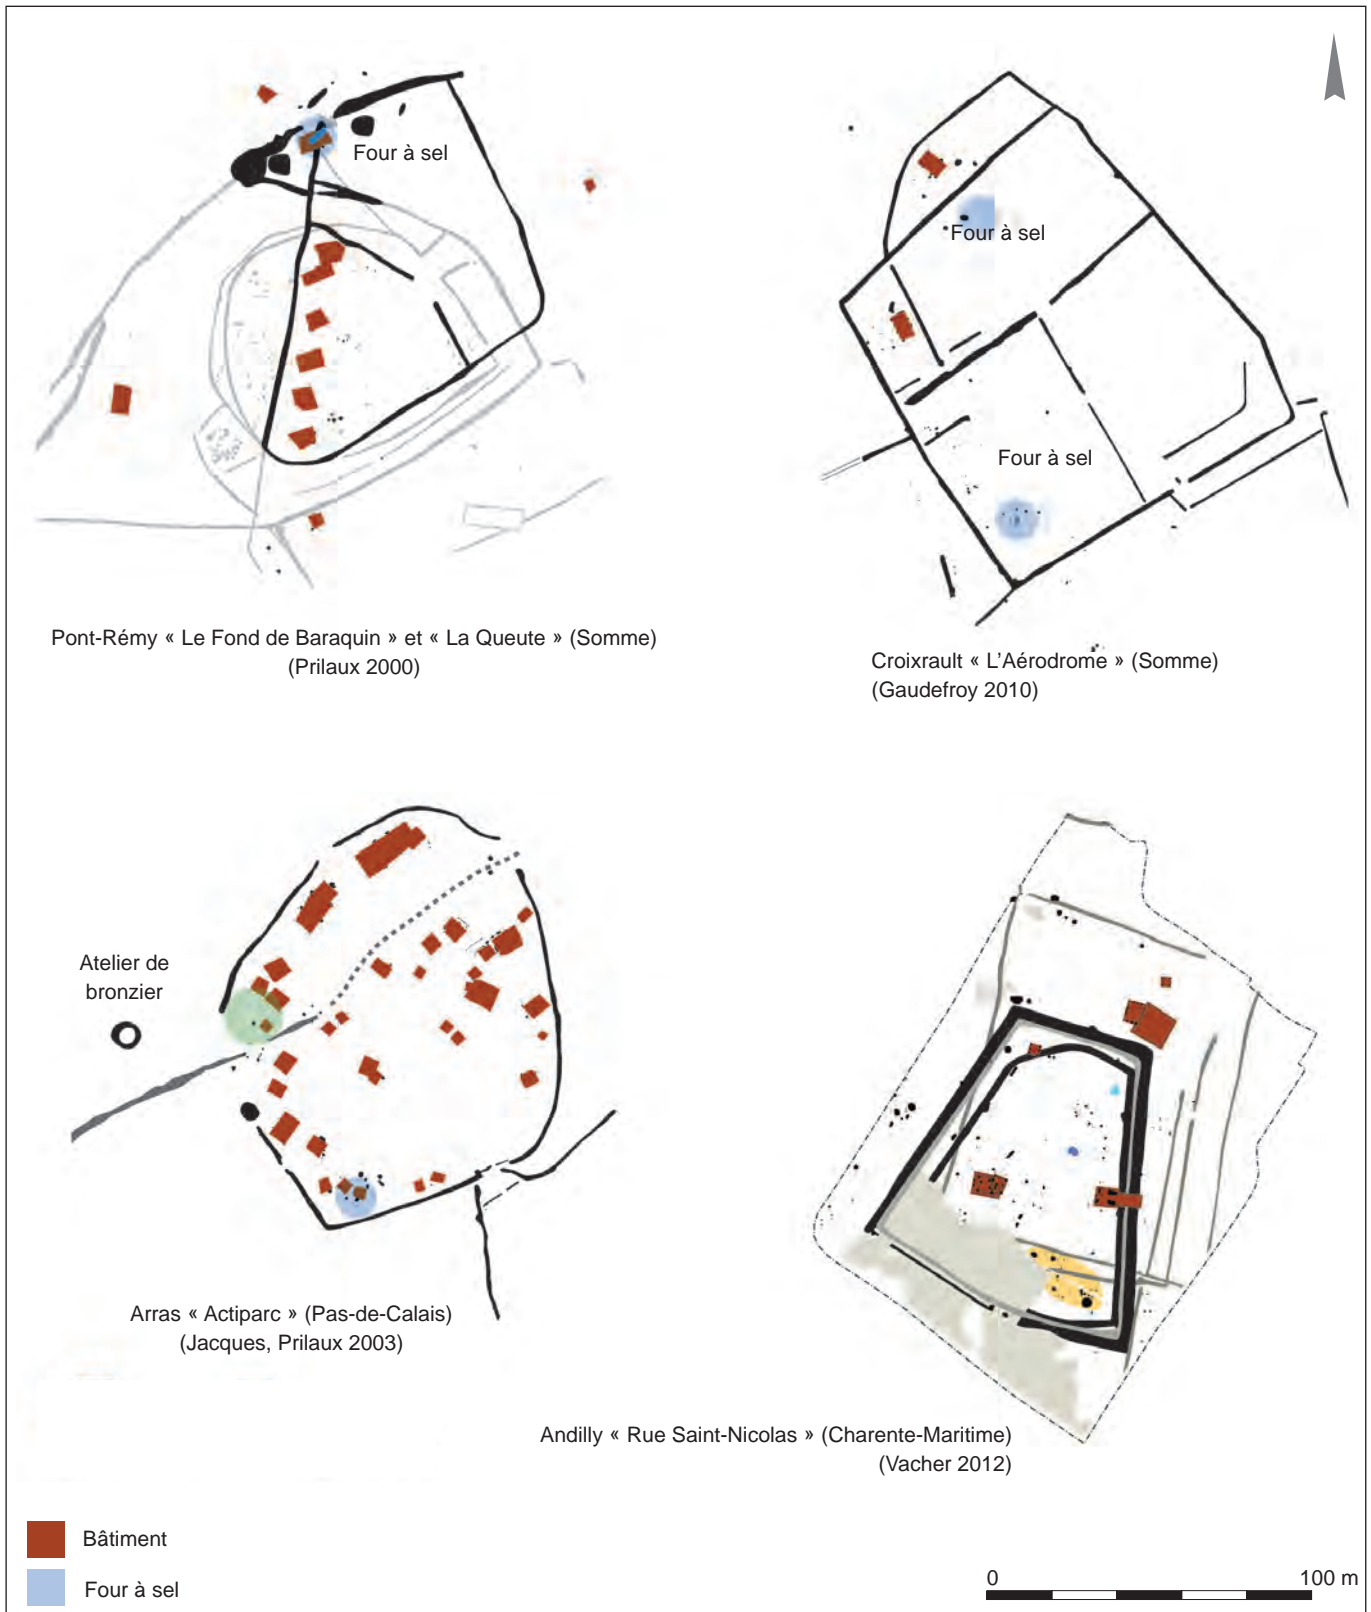 Four à sel
Four à sel
Four à sel
Pont-Rémy « Le Fond de Baraquin » et « La Queute » (Somme)
(Prilaux 2000)
Croixrault « L'Aérodrome » (Somme)
(Gaudefroy 2010)
Atelier de
bronzier
Arras « Actiparc » (Pas-de-Calais)
(Jacques, Prilaux 2003)
Andilly « Rue Saint-Nicolas » (Charente-Maritime)
(Vacher 2012)
Bâtiment
Four à sel
0 100 m